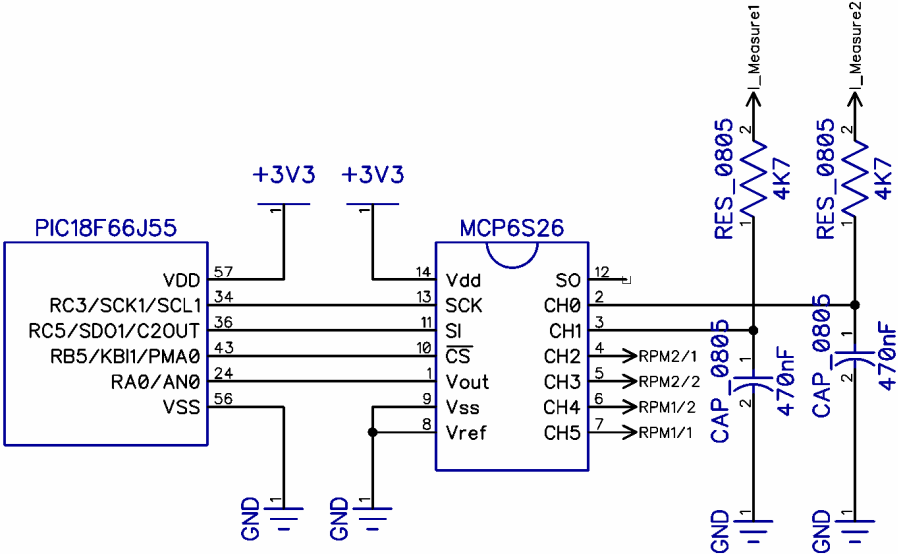 I_Measure1
I_Measure2
2
2
RES_0805
4K7
RES_0805
4K7
1
1
+3V3
+3V3
1
1
PIC18F66J55
VDD 57
RC3/SCK1/SCL1 34
RC5/SDO1/C2OUT 36
RB5/KBI1/PMA0 43
RA0/AN0 24
VSS 56
MCP6S26
14 Vdd
13 SCK
11 SI
10 CS
1 Vout
9 Vss
8 Vref
SO 12
CH0 2
CH1 3
CH2 4 RPM2/1
CH3 5 RPM2/2
CH4 6 RPM1/2
CH5 7 RPM1/1
CAP_0805
1
2
470nF
CAP_0805
1
2
470nF
GND 1
GND 1
GND 1
GND 1